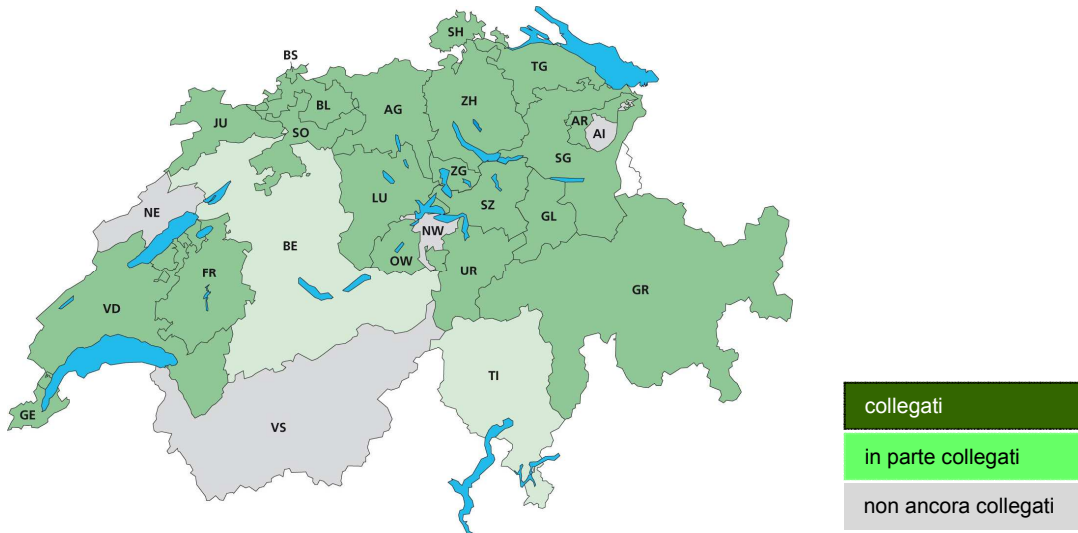 SH
BS
TG
BL
AG
ZH
JU
SO
AR
AI
SG
ZG
LU
SZ
NE
GL
NW
BE
OW
FR
UR
GR
VD
TI
GE
VS
collegati
in parte collegati
non ancora collegati